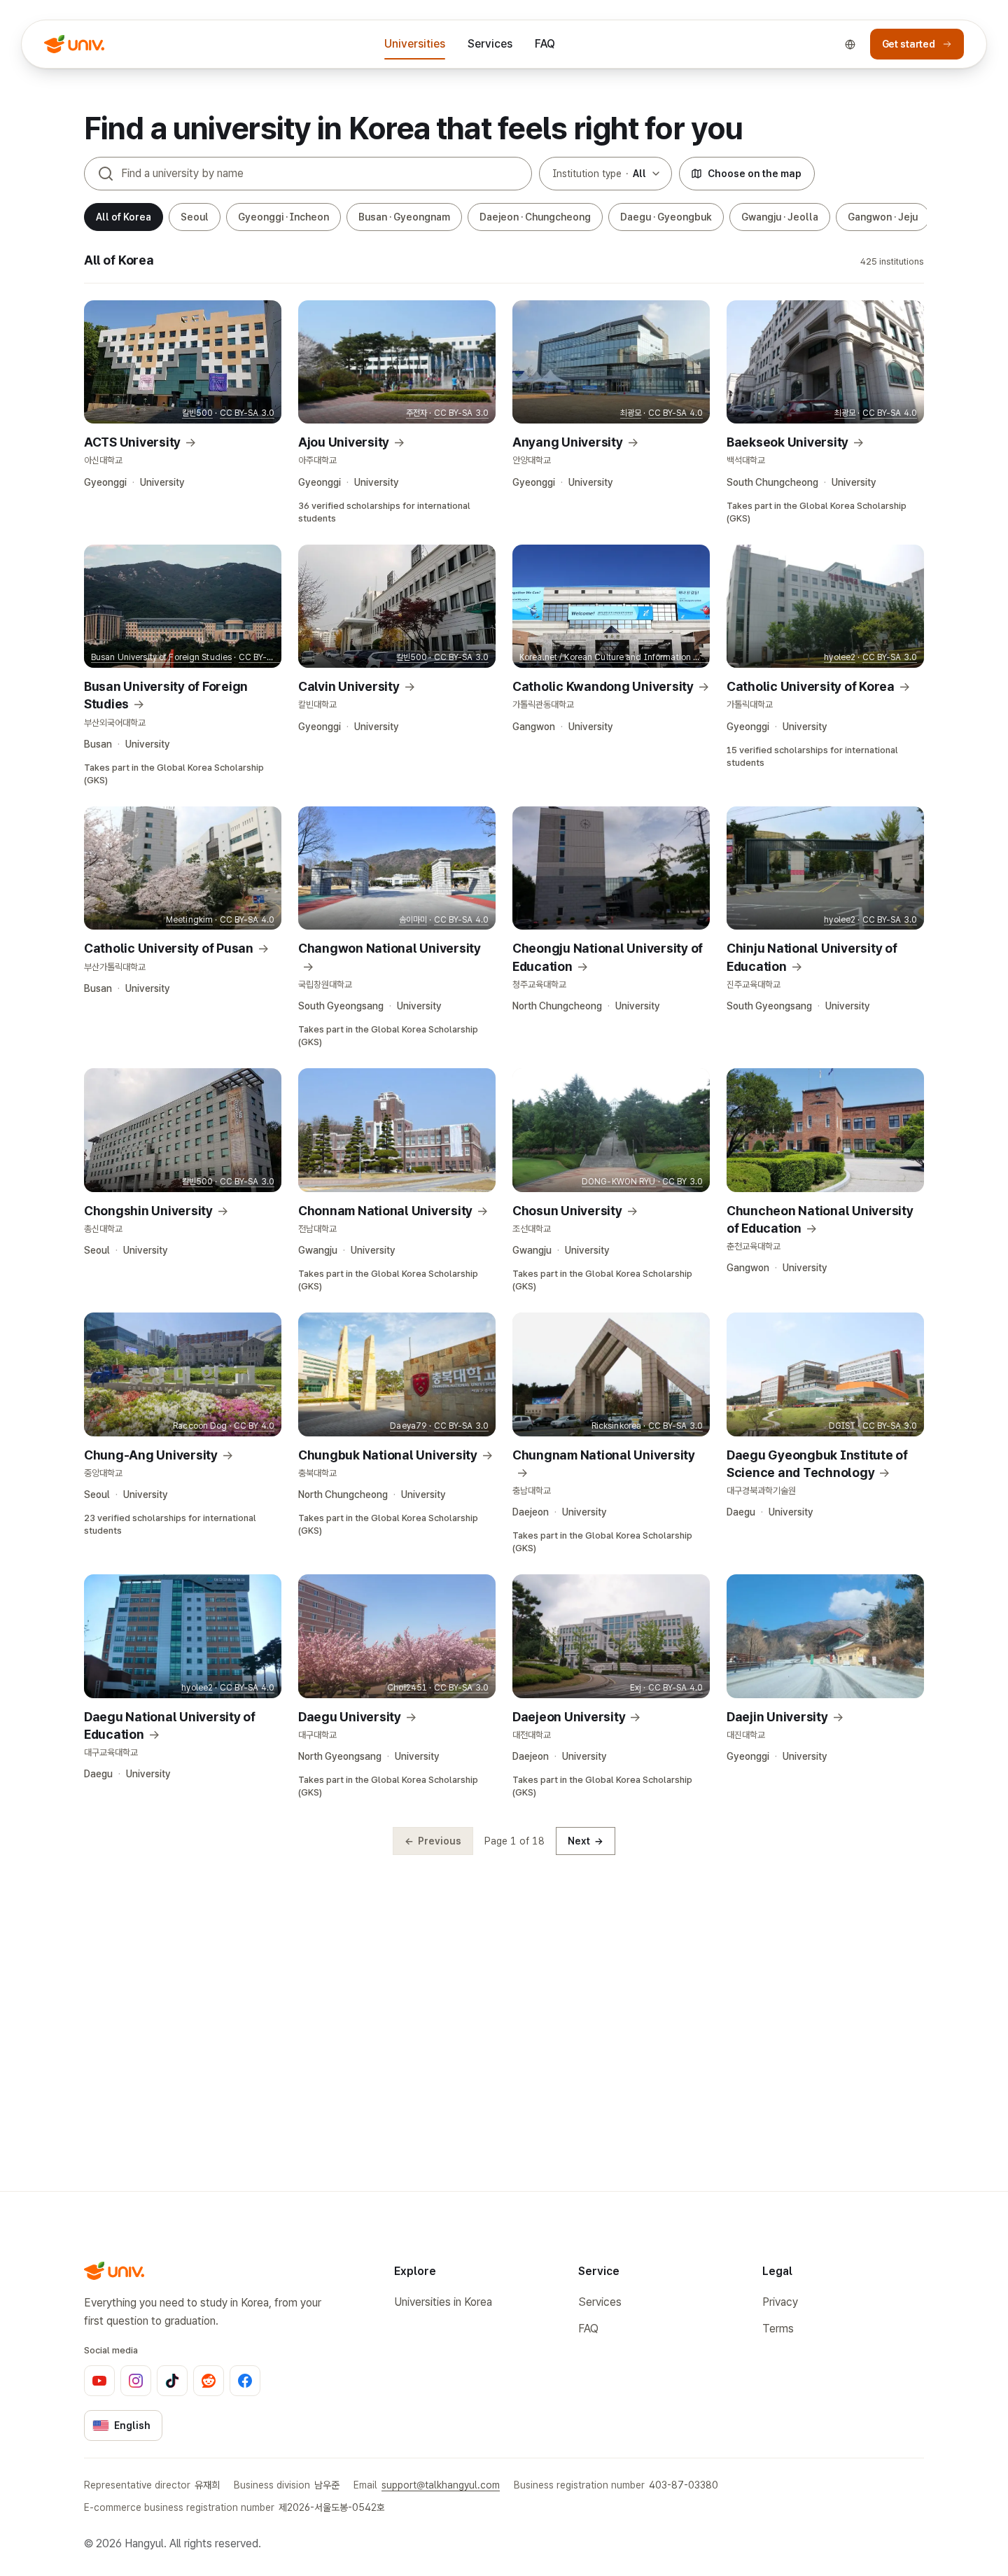 UNIV.
Universities
Services
FAQ
Get started →
Find a university in Korea that feels right for you
Find a university by name
Institution type · All
Choose on the map
All of Korea
Seoul
Gyeonggi · Incheon
Busan · Gyeongnam
Daejeon · Chungcheong
Daegu · Gyeongbuk
Gwangju · Jeolla
Gangwon · Jeju
All of Korea
425 institutions
칼빈500 · CC BY-SA 3.0
주전자 · CC BY-SA 3.0
최광모 · CC BY-SA 4.0
최광모 · CC BY-SA 4.0
ACTS University →
아신대학교
Gyeonggi · University
Ajou University →
아주대학교
Gyeonggi · University
36 verified scholarships for international
students
Anyang University →
안양대학교
Gyeonggi · University
Baekseok University →
백석대학교
South Chungcheong · University
Takes part in the Global Korea Scholarship
(GKS)
Busan University of Foreign Studies · CC BY-...
칼빈500 · CC BY-SA 3.0
Korea.net / Korean Culture and Information ...
hyolee2 · CC BY-SA 3.0
Busan University of Foreign
Studies →
부산외국어대학교
Busan · University
Takes part in the Global Korea Scholarship
(GKS)
Calvin University →
칼빈대학교
Gyeonggi · University
Catholic Kwandong University →
가톨릭관동대학교
Gangwon · University
Catholic University of Korea →
가톨릭대학교
Gyeonggi · University
15 verified scholarships for international
students
Meetingkim · CC BY-SA 4.0
솜이마미 · CC BY-SA 4.0
hyolee2 · CC BY-SA 3.0
Catholic University of Pusan →
부산가톨릭대학교
Busan · University
Changwon National University
→
국립창원대학교
South Gyeongsang · University
Takes part in the Global Korea Scholarship
(GKS)
Cheongju National University of
Education →
청주교육대학교
North Chungcheong · University
Chinju National University of
Education →
진주교육대학교
South Gyeongsang · University
칼빈500 · CC BY-SA 3.0
DONG-KWON RYU · CC BY 3.0
Chongshin University →
총신대학교
Seoul · University
Chonnam National University →
전남대학교
Gwangju · University
Takes part in the Global Korea Scholarship
(GKS)
Chosun University →
조선대학교
Gwangju · University
Takes part in the Global Korea Scholarship
(GKS)
Chuncheon National University
of Education →
춘천교육대학교
Gangwon · University
Raccoon Dog · CC BY 4.0
충북대학교
Daeya79 · CC BY-SA 3.0
Ricksinkorea · CC BY-SA 3.0
DGIST · CC BY-SA 3.0
Chung-Ang University →
중앙대학교
Seoul · University
23 verified scholarships for international
students
Chungbuk National University →
충북대학교
North Chungcheong · University
Takes part in the Global Korea Scholarship
(GKS)
Chungnam National University
→
충남대학교
Daejeon · University
Takes part in the Global Korea Scholarship
(GKS)
Daegu Gyeongbuk Institute of
Science and Technology →
대구경북과학기술원
Daegu · University
hyolee2 · CC BY-SA 4.0
Choi2451 · CC BY-SA 3.0
Exj · CC BY-SA 4.0
Daegu National University of
Education →
대구교육대학교
Daegu · University
Daegu University →
대구대학교
North Gyeongsang · University
Takes part in the Global Korea Scholarship
(GKS)
Daejeon University →
대전대학교
Daejeon · University
Takes part in the Global Korea Scholarship
(GKS)
Daejin University →
대진대학교
Gyeonggi · University
← Previous
Page 1 of 18
Next →
UNIV.
Everything you need to study in Korea, from your
first question to graduation.
Social media
English
Explore
Universities in Korea
Service
Services
FAQ
Legal
Privacy
Terms
Representative director 유재희 Business division 남우준 Email support@talkhangyul.com Business registration number 403-87-03380
E-commerce business registration number 제2026-서울도봉-0542호
© 2026 Hangyul. All rights reserved.